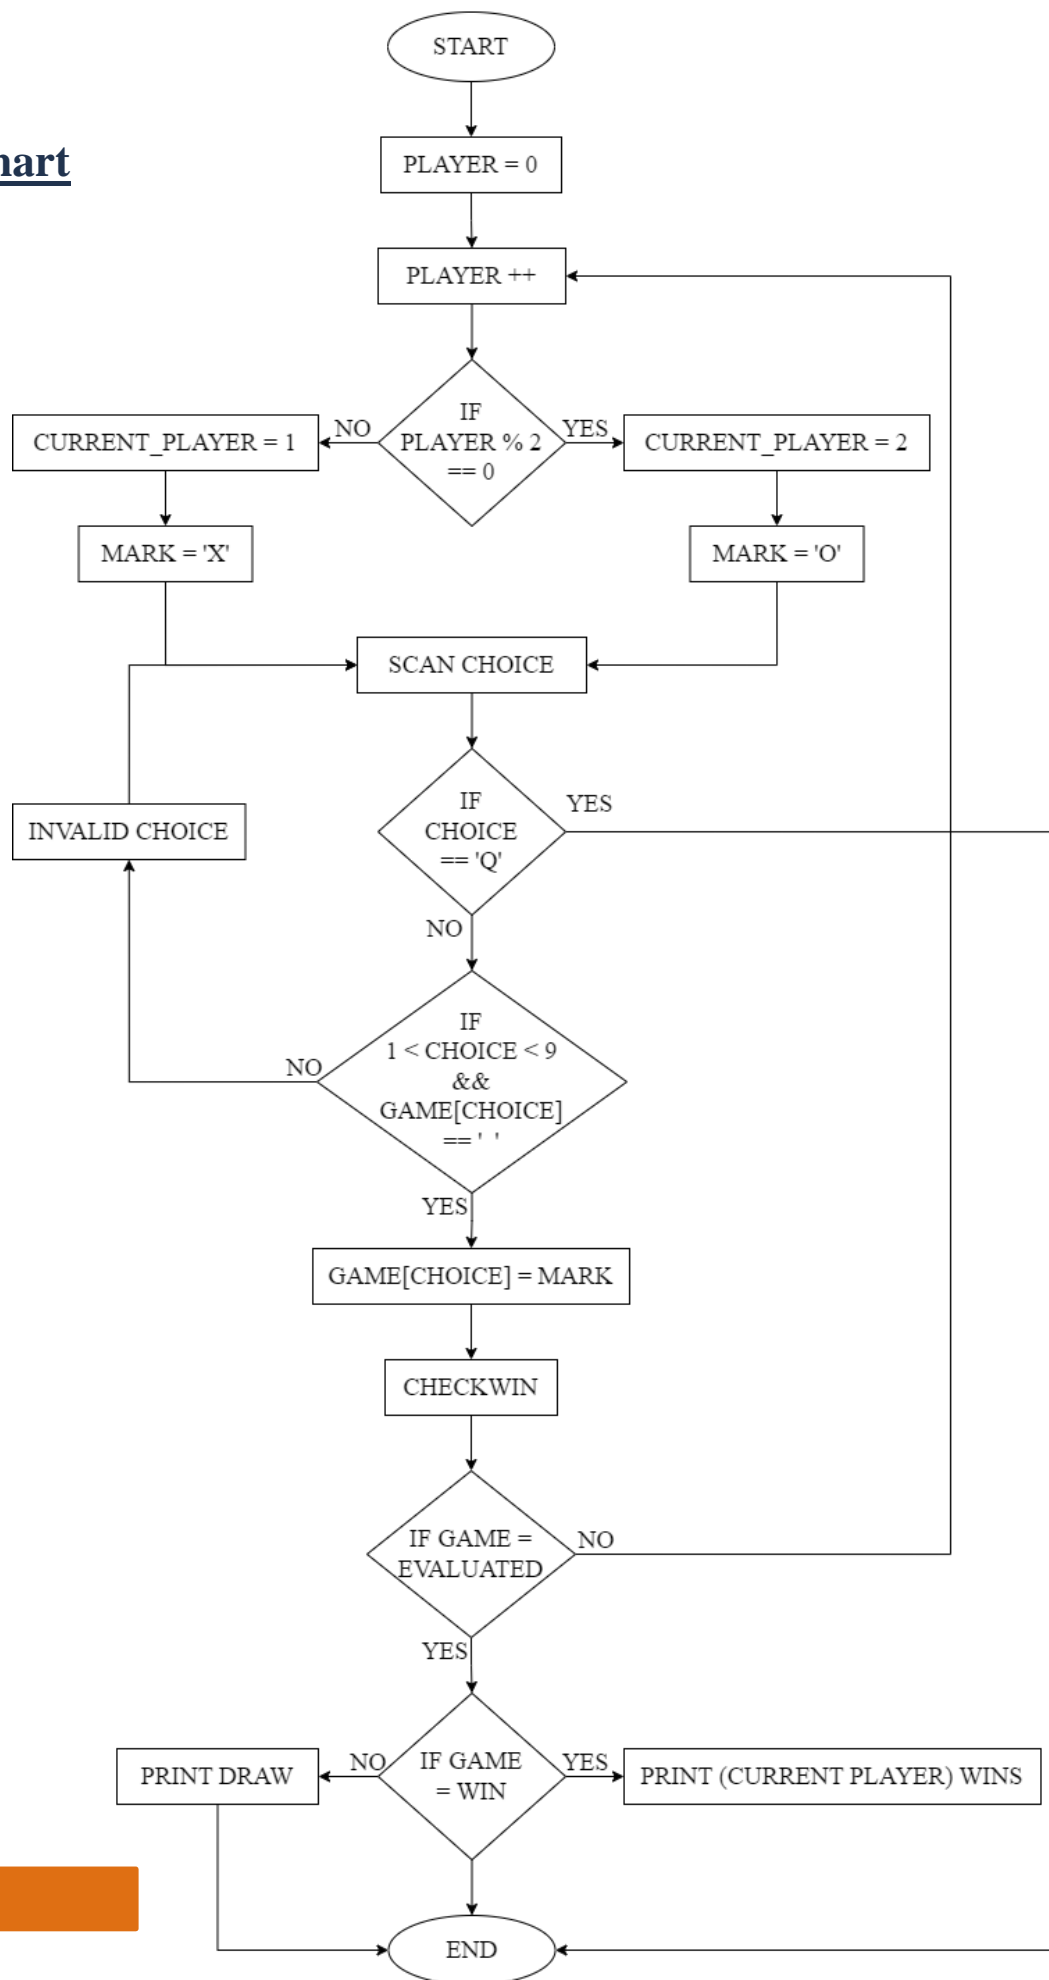 START
hart
PLAYER = 0
PLAYER ++
IF
PLAYER % 2
== 0
NO
YES
CURRENT_PLAYER = 1
CURRENT_PLAYER = 2
MARK = 'X'
MARK = 'O'
SCAN CHOICE
IF
CHOICE
== 'Q'
YES
INVALID CHOICE
NO
IF
1 < CHOICE < 9
&&
GAME[CHOICE]
== ' '
NO
YES
GAME[CHOICE] = MARK
CHECKWIN
IF GAME =
EVALUATED
NO
YES
IF GAME
= WIN
NO
YES
PRINT DRAW
PRINT (CURRENT PLAYER) WINS
END